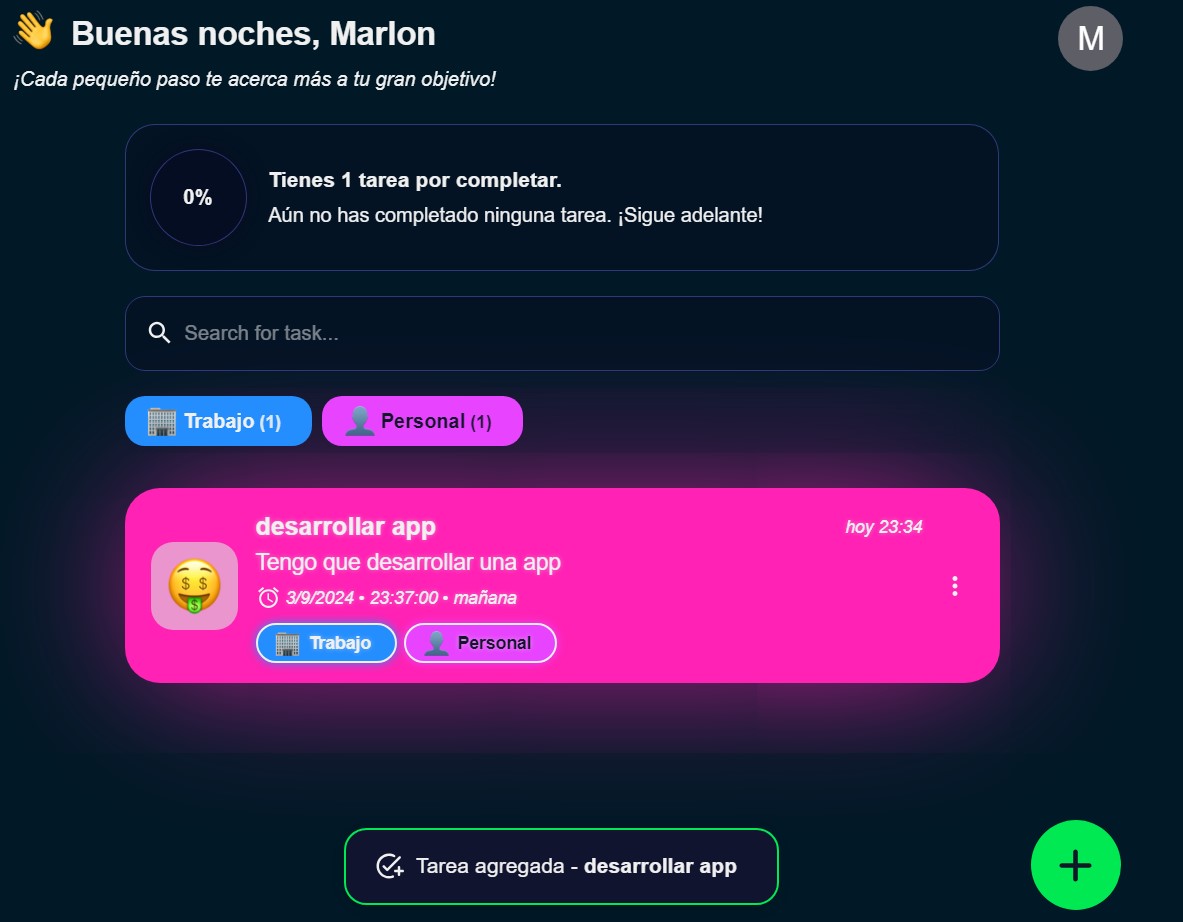 👋 Buenas noches, Marlon
M
¡Cada pequeño paso te acerca más a tu gran objetivo!
0%
Tienes 1 tarea por completar.
Aún no has completado ninguna tarea. ¡Sigue adelante!
Search for task...
Trabajo (1)
Personal (1)
desarrollar app
hoy 23:34
Tengo que desarrollar una app
3/9/2024 • 23:37:00 • mañana
Trabajo
Personal
Tarea agregada - desarrollar app